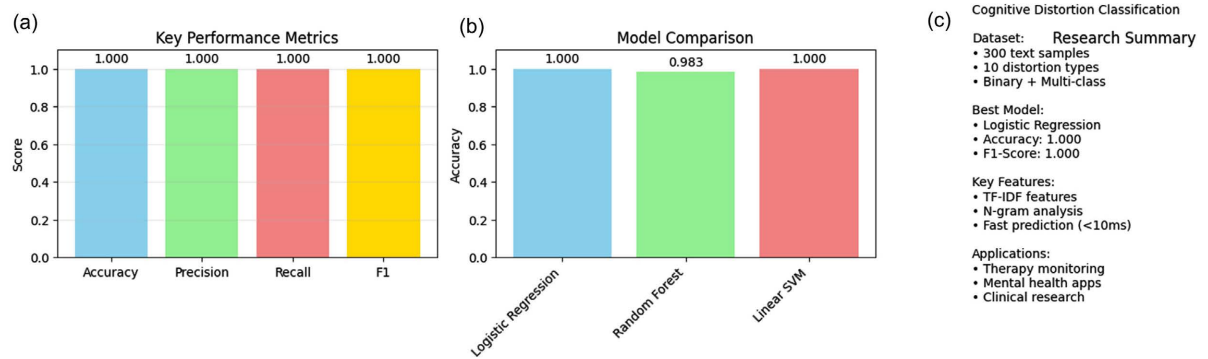 (a)
Key Performance Metrics
1.000 1.000 1.000 1.000
1.0
0.8
0.6
0.4
0.2
0.0
Score
Accuracy Precision Recall F1
(b)
Model Comparison
1.000 0.983 1.000
1.0
0.8
0.6
0.4
0.2
0.0
Accuracy
Logistic Regression
Random Forest
Linear SVM
(c)
Cognitive Distortion Classification
Research Summary
Dataset:
• 300 text samples
• 10 distortion types
• Binary + Multi-class
Best Model:
• Logistic Regression
• Accuracy: 1.000
• F1-Score: 1.000
Key Features:
• TF-IDF features
• N-gram analysis
• Fast prediction (<10ms)
Applications:
• Therapy monitoring
• Mental health apps
• Clinical research